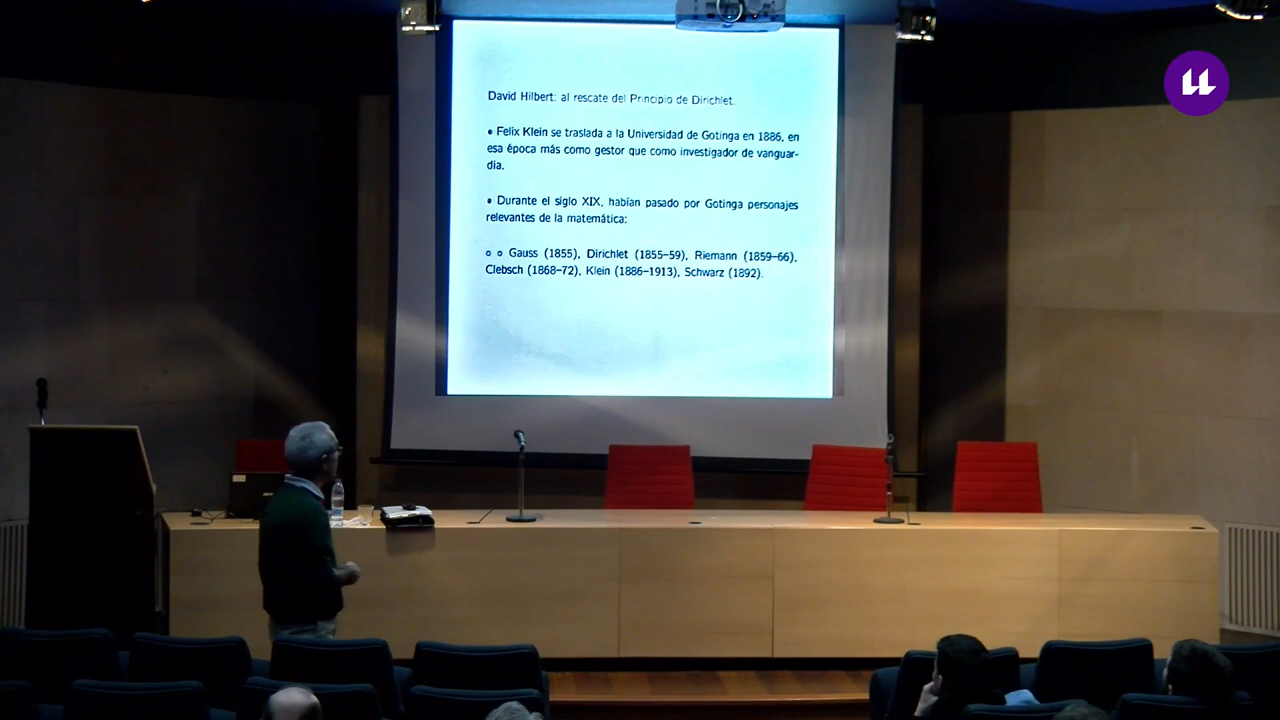 David Hilbert: al rescate del Principio de Dirichlet.
• Felix Klein se traslada a la Universidad de Gotinga en 1886, en
esa época más como gestor que como investigador de vanguar-
dia.
• Durante el siglo XIX, habían pasado por Gotinga personajes
relevantes de la matemática:
∘ ∘ Gauss (1855), Dirichlet (1855–59), Riemann (1859–66),
Clebsch (1868–72), Klein (1886–1913), Schwarz (1892).